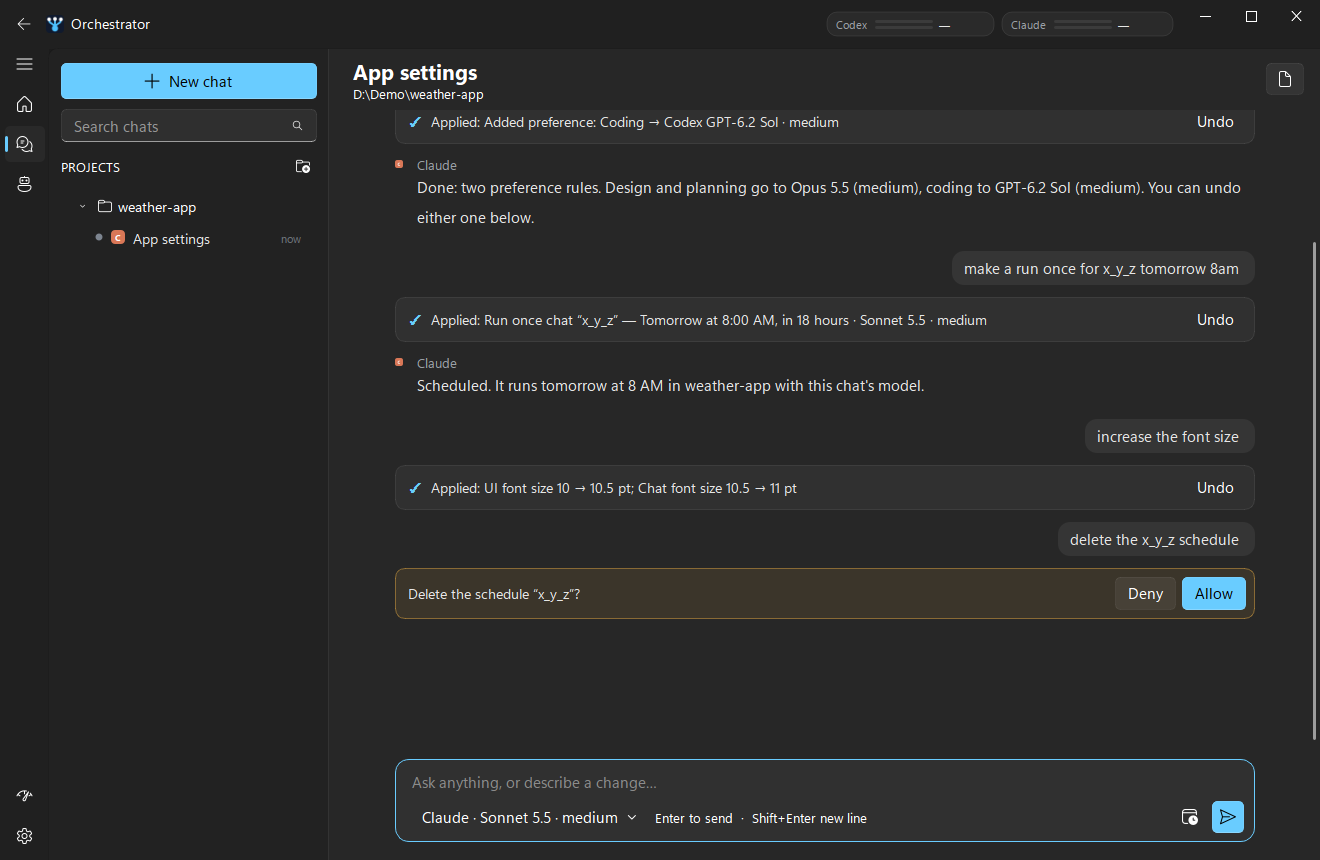 Orchestrator
Codex —
Claude —
New chat
Search chats
PROJECTS
weather-app
C App settings now
App settings
D:\Demo\weather-app
✓ Applied: Added preference: Coding → Codex GPT-6.2 Sol · medium Undo
C Claude
Done: two preference rules. Design and planning go to Opus 5.5 (medium), coding to GPT-6.2 Sol (medium). You can undo
either one below.
make a run once for x_y_z tomorrow 8am
✓ Applied: Run once chat “x_y_z” — Tomorrow at 8:00 AM, in 18 hours · Sonnet 5.5 · medium Undo
C Claude
Scheduled. It runs tomorrow at 8 AM in weather-app with this chat's model.
increase the font size
✓ Applied: UI font size 10 → 10.5 pt; Chat font size 10.5 → 11 pt Undo
delete the x_y_z schedule
Delete the schedule “x_y_z”? Deny Allow
Ask anything, or describe a change...
Claude · Sonnet 5.5 · medium Enter to send · Shift+Enter new line